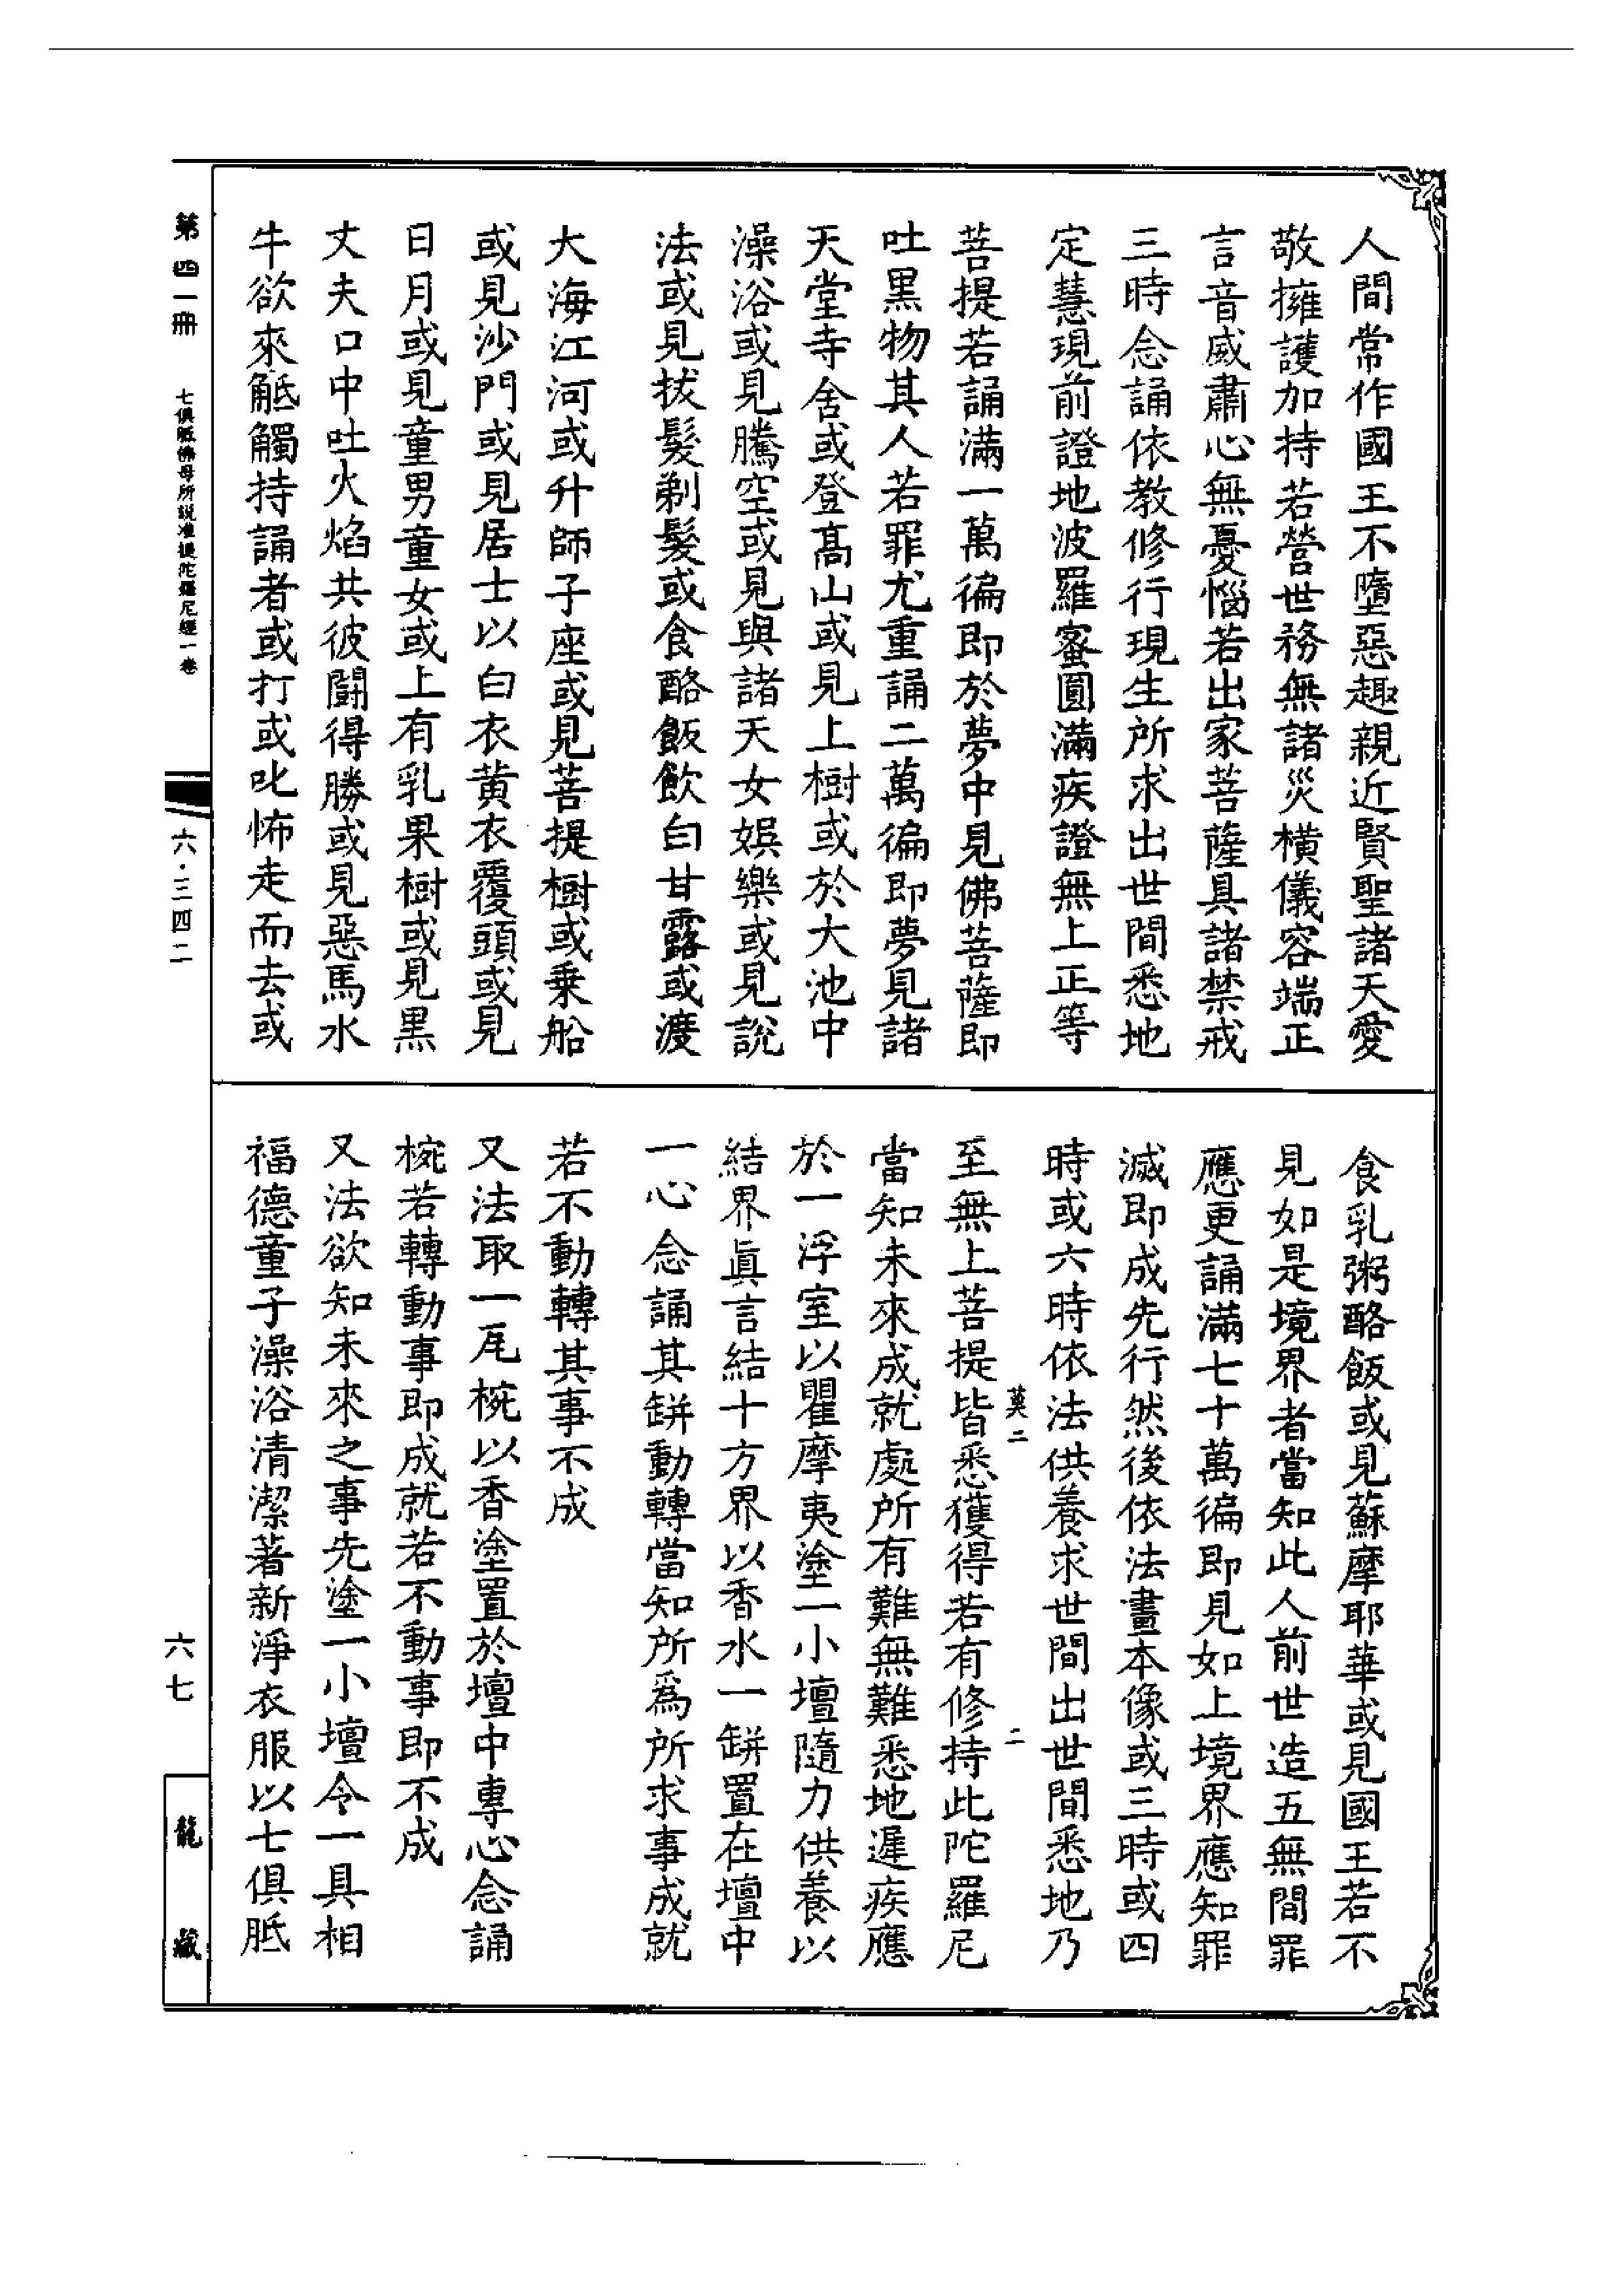 人間常作國王不墮惡趣親近賢聖諸天愛
敬擁護加持若營世務無諸災橫儀容端正
言音威肅心無憂惱若出家菩薩具諸禁戒
三時念誦依教修行現生所求出世間悉地
定慧現前證地波羅蜜圓滿疾證無上正等
菩提若誦滿一萬徧即於夢中見佛菩薩即
吐黑物其人若罪尤重誦二萬徧即夢見諸
天堂寺舍或登髙山或見上樹或於大池中
澡浴或見騰空或見與諸天女娛樂或見說
法或見拔髮剃髮或食酪飯飲白甘露或渡
大海江河或升師子座或見菩提樹或乗船
或見沙門或見居士以白衣黃衣覆頭或見
日月或見童男童女或上有乳果樹或見黑
丈夫口中吐火焰共彼鬪得勝或見惡馬水
牛欲來觝觸持誦者或打或叱怖走而去或
食乳粥酪飯或見蘇摩耶華或見國王若不
見如是境界者當知此人前世造五無間罪
應更誦滿七十萬徧即見如上境界應知罪
滅即成先行然後依法畫本像或三時或四
時或六時依法供養求世間出世間悉地乃
至無上菩提皆悉獲得若有修持此陀羅尼
莫二 二
當知未來成就處所有難無難悉地遲疾應
於一淨室以瞿摩夷塗一小壇隨力供養以
結界眞言結十方界以香水一缾置在壇中
一心念誦其缾動轉當知所爲所求事成就
若不動轉其事不成
又法取一瓦椀以香塗置於壇中專心念誦
椀若轉動事即成就若不動事即不成
又法欲知未來之事先塗一小壇令一具相
福德童子澡浴清潔著新淨衣服以七俱胝
第四一冊 七俱胝佛母所説准提陀羅尼經一卷
六·三四二
六七
龍藏